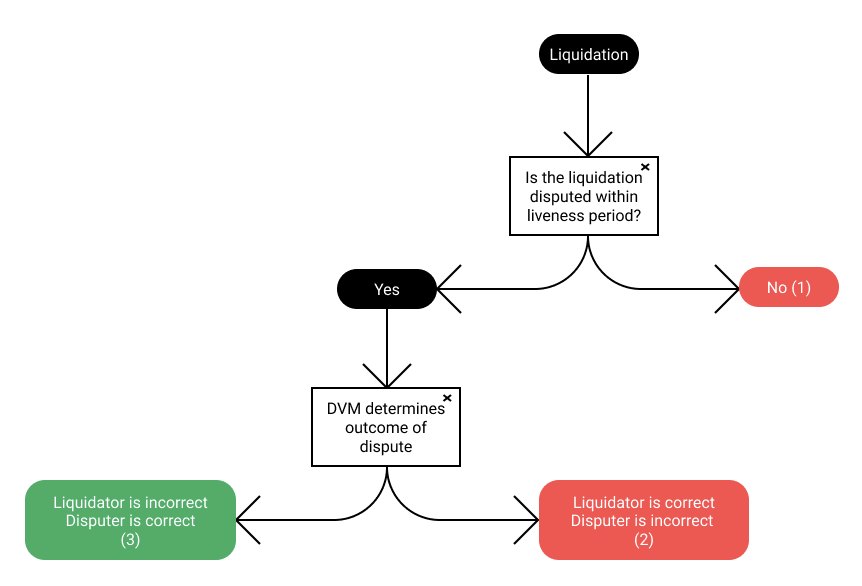 Liquidation
Is the liquidation
disputed within
liveness period?
Yes
No (1)
DVM determines
outcome of
dispute
Liquidator is incorrect
Disputer is correct
(3)
Liquidator is correct
Disputer is incorrect
(2)